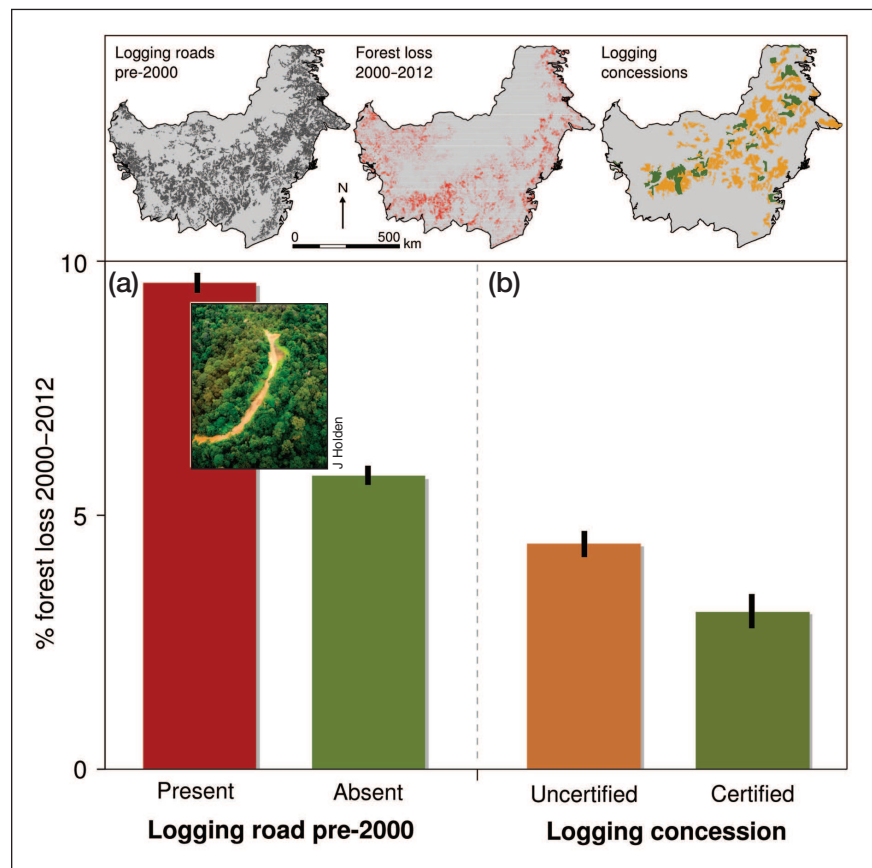 Logging roads
pre-2000
Forest loss
2000–2012
Logging
concessions
N
0 500
km
10
(a)
(b)
J Holden
5
% forest loss 2000–2012
0
Present
Absent
Uncertified
Certified
Logging road pre-2000
Logging concession